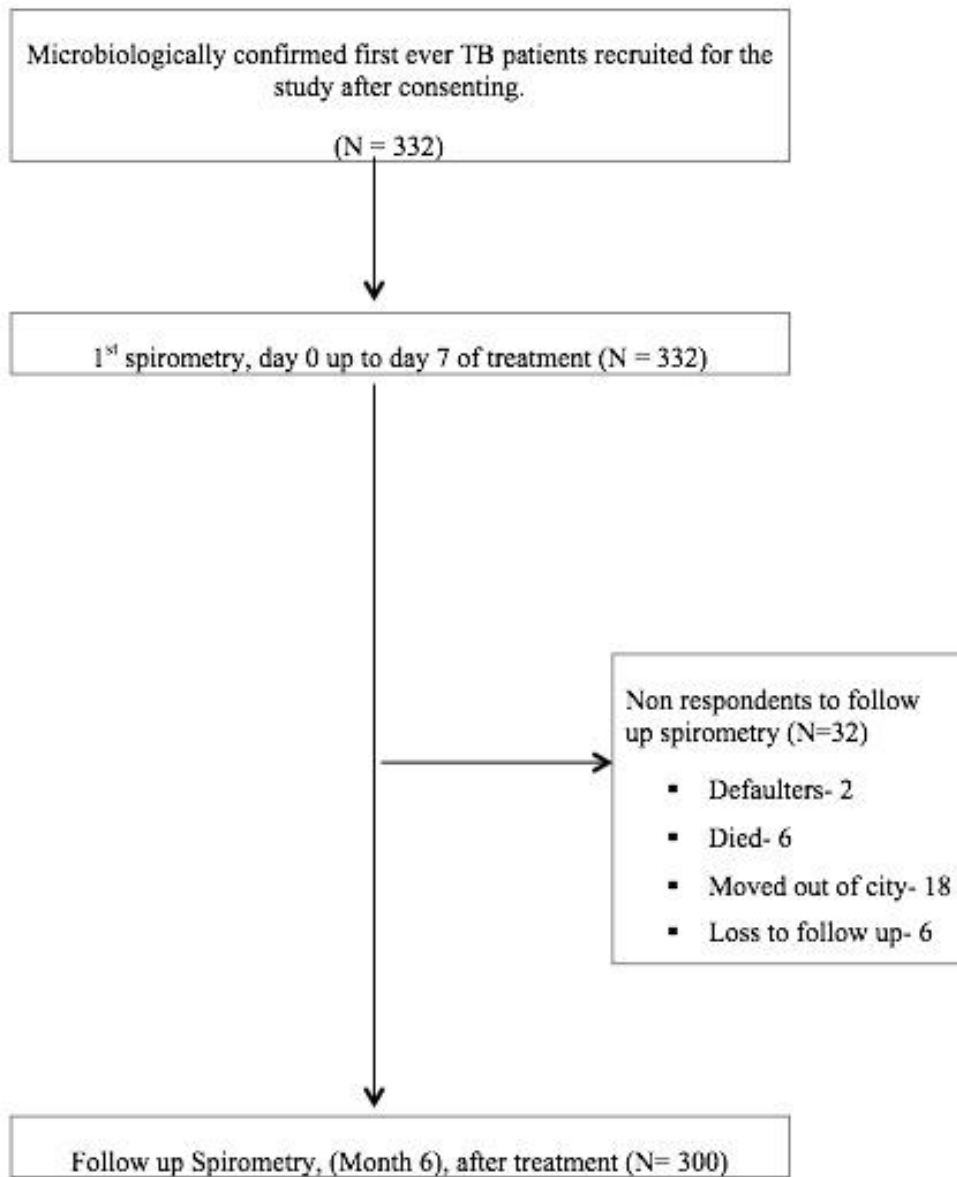 Microbiologically confirmed first ever TB patients recruited for the
study after consenting.
(N = 332)
1st spirometry, day 0 up to day 7 of treatment (N = 332)
Non respondents to follow
up spirometry (N=32)
▪ Defaulters- 2
▪ Died- 6
▪ Moved out of city- 18
▪ Loss to follow up- 6
Follow up Spirometry, (Month 6), after treatment (N= 300)